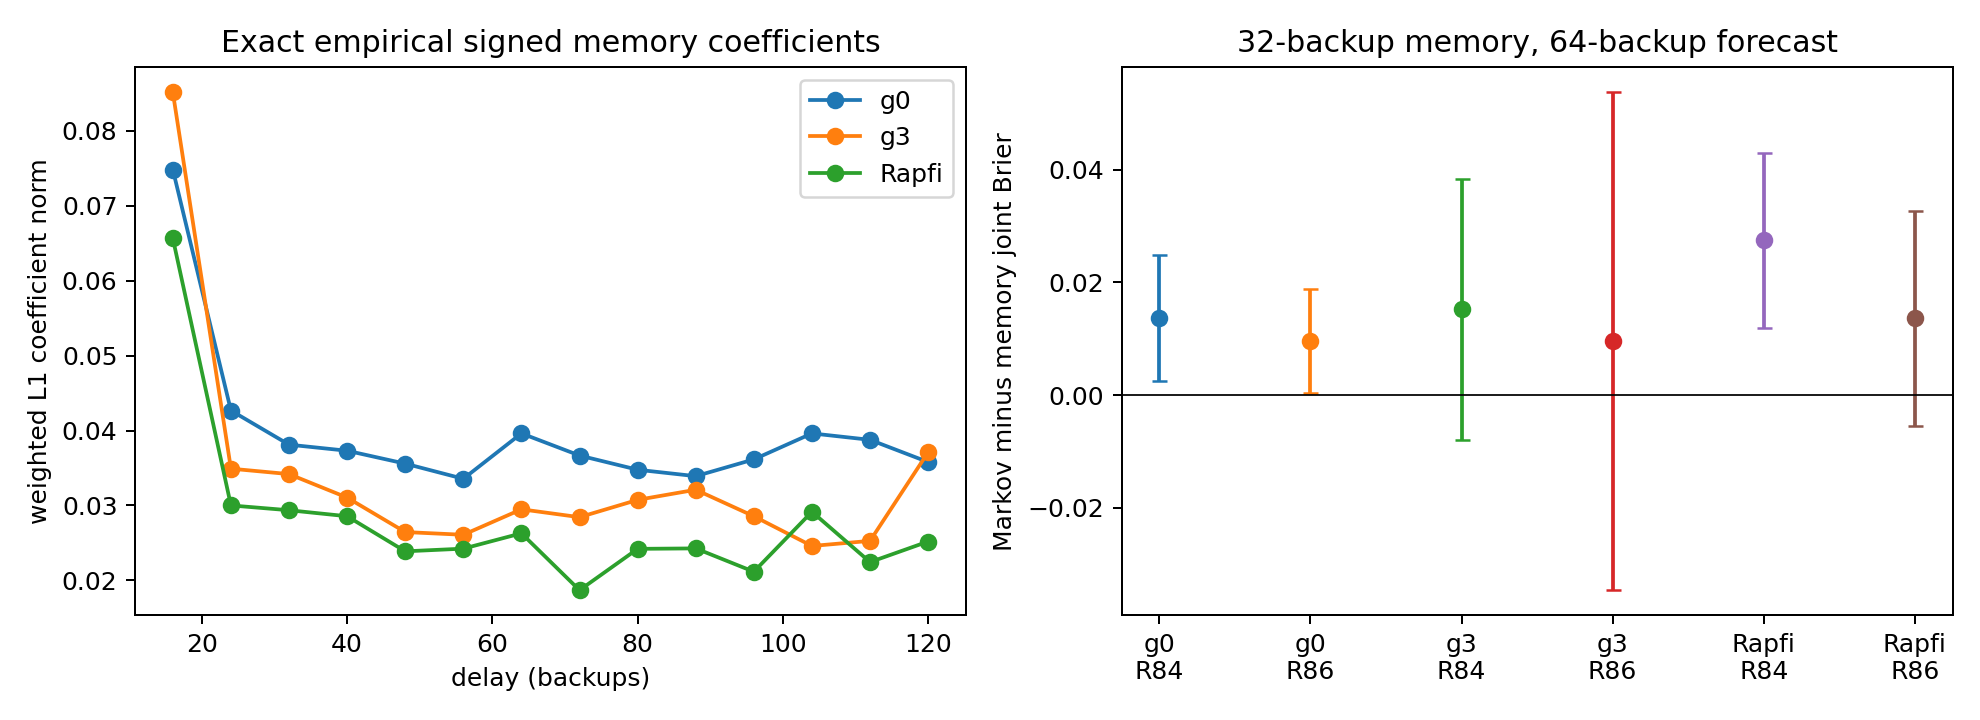 Exact empirical signed memory coefficients
weighted L1 coefficient norm
0.08
0.07
0.06
0.05
0.04
0.03
0.02
20
40
60
80
100
120
delay (backups)
g0
g3
Rapfi
32-backup memory, 64-backup forecast
Markov minus memory joint Brier
0.04
0.02
0.00
−0.02
g0
R84
g0
R86
g3
R84
g3
R86
Rapfi
R84
Rapfi
R86